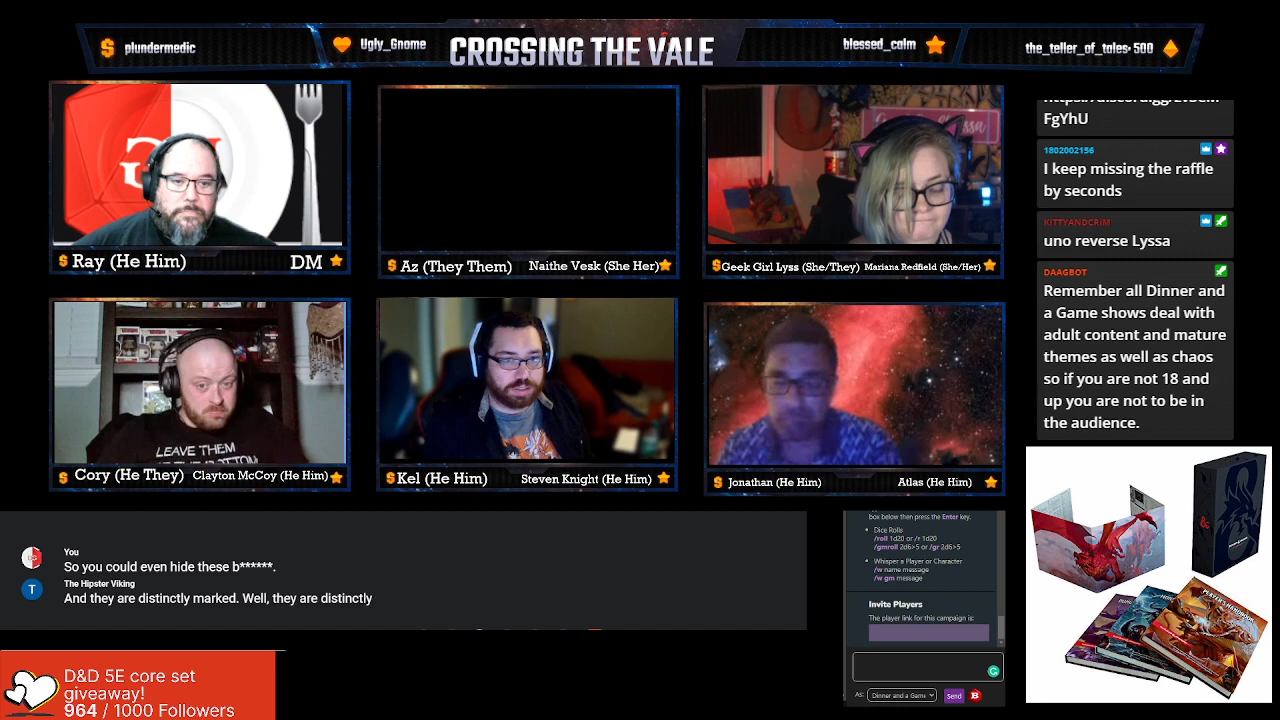 plundermedic
Ugly_Gnome
CROSSING THE VALE
blessed_calm
the_teller_of_tales: 500
Ray (He Him) DM
Az (They Them) Naithe Vesk (She Her)
Geek Girl Lyss (She/They) Mariana Redfield (She/Her)
LEAVE THEM
Cory (He They) Clayton McCoy (He Him)
Kel (He Him) Steven Knight (He Him)
Jonathan (He Him) Atlas (He Him)
FgYhU
1802002156
I keep missing the raffle
by seconds
KITTYANDCRIM
uno reverse Lyssa
DAAGBOT
Remember all Dinner and
a Game shows deal with
adult content and mature
themes as well as chaos
so if you are not 18 and
up you are not to be in
the audience.
You
So you could even hide these b******.
T
The Hipster Viking
And they are distinctly marked. Well, they are distinctly
box below then press the Enter key.
Dice Rolls
/roll 1d20 or /r 1d20
/gmroll 2d6>5 or /gr 2d6>5
Whisper a Player or Character
/w name message
/w gm message
Invite Players
The player link for this campaign is:
As: Dinner and a Game Send B
PLAYER'S HANDBOOK
D&D 5E core set
giveaway!
964 / 1000 Followers